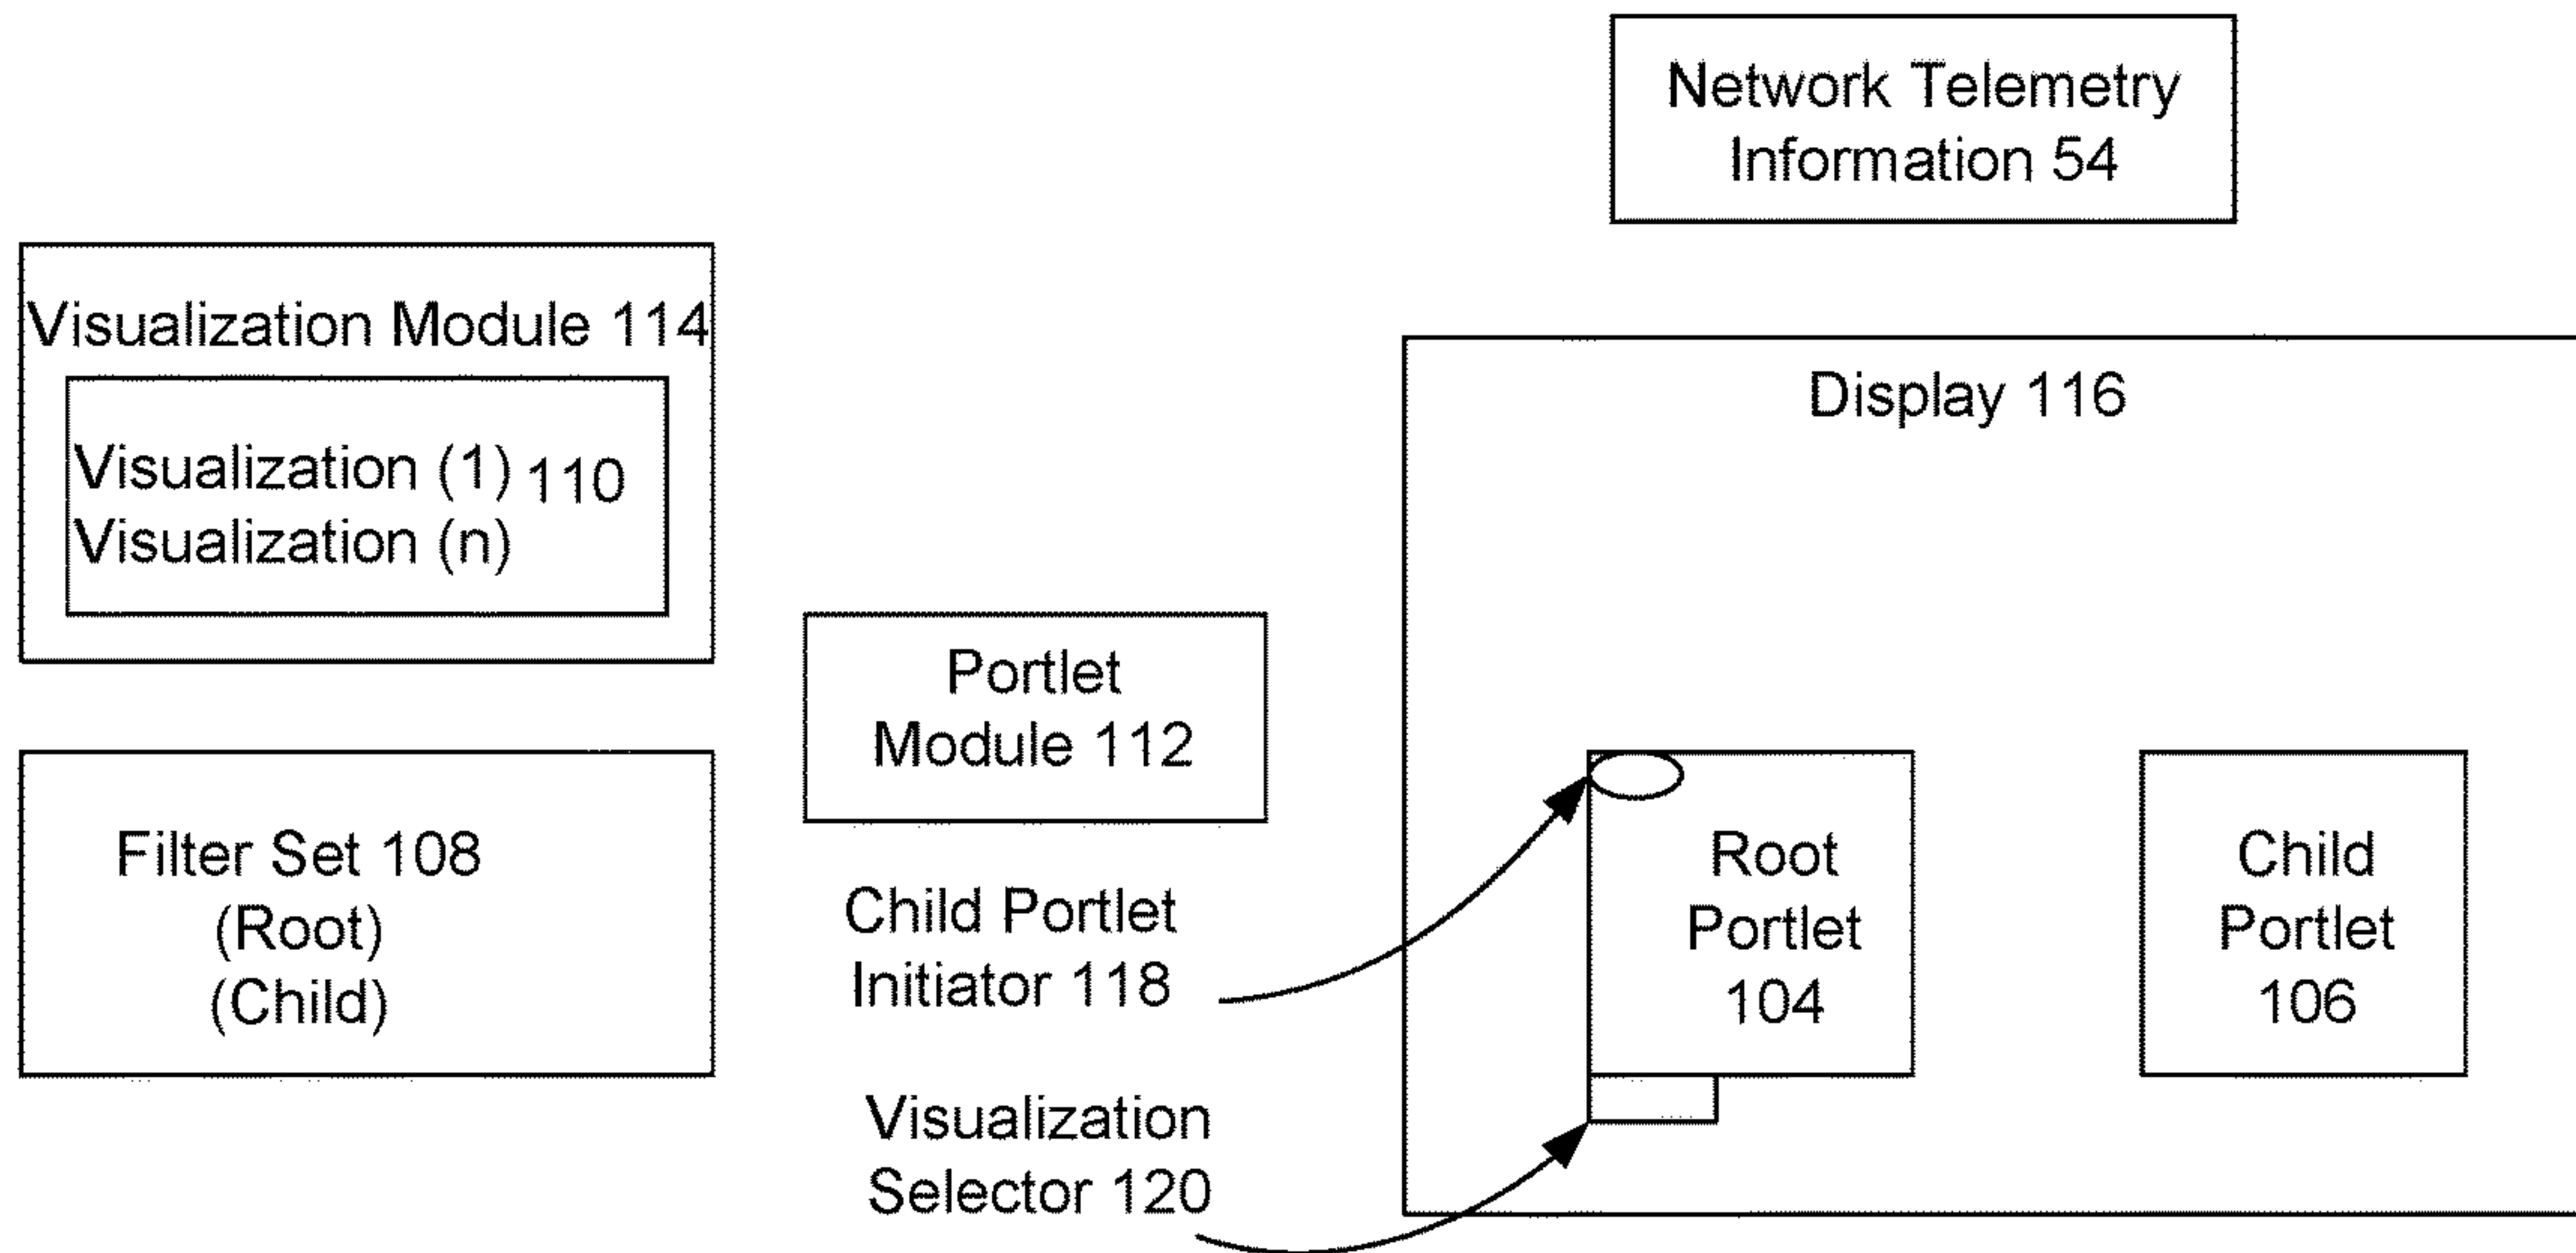 Network Telemetry
Information 54
Visualization Module 114
Visualization (1) 110
Visualization (n)
Display 116
Portlet
Module 112
Filter Set 108
(Root)
(Child)
Child Portlet
Initiator 118
Root
Portlet
104
Child
Portlet
106
Visualization
Selector 120